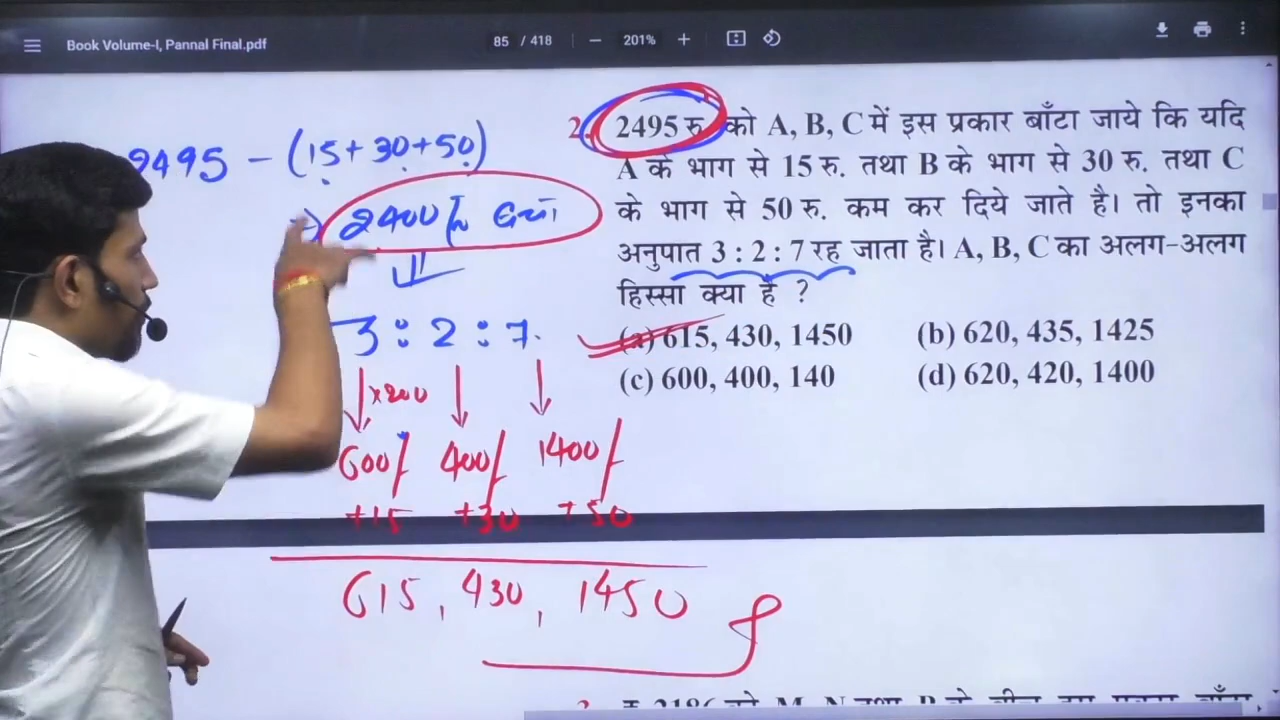 Book Volume-I, Pannal Final.pdf
85 / 418
201%
2. 2495 रु. को A, B, C में इस प्रकार बाँटा जाये कि यदि
A के भाग से 15 रु. तथा B के भाग से 30 रु. तथा C
के भाग से 50 रु. कम कर दिये जाते है। तो इनका
अनुपात 3 : 2 : 7 रह जाता है। A, B, C का अलग-अलग
हिस्सा क्या है ?
(a) 615, 430, 1450
(b) 620, 435, 1425
(c) 600, 400, 140
(d) 620, 420, 1400
2495 - (15+30+50)
2400
3 : 2 : 7
×200
600 400 1400
+15 +30 +50
615, 430, 1450